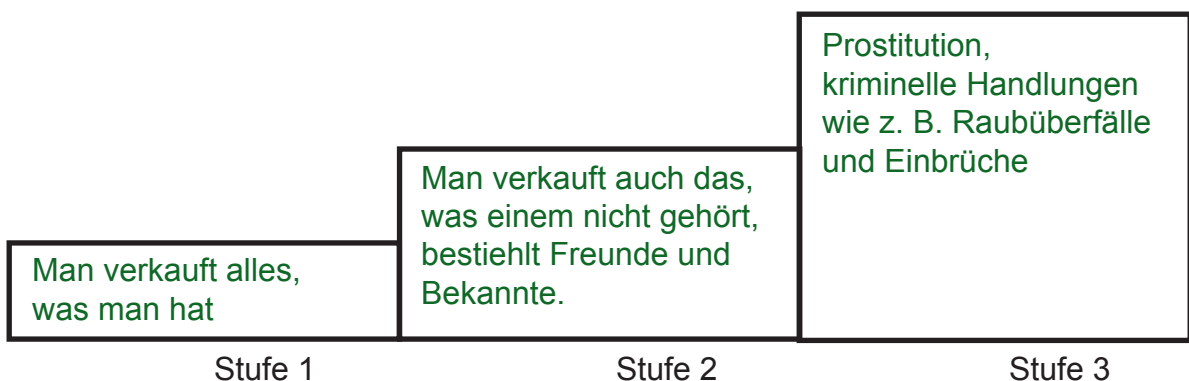 Man verkauft alles,
was man hat
Man verkauft auch das,
was einem nicht gehört,
bestiehlt Freunde und
Bekannte.
Prostitution,
kriminelle Handlungen
wie z. B. Raubüberfälle
und Einbrüche
Stufe 1
Stufe 2
Stufe 3